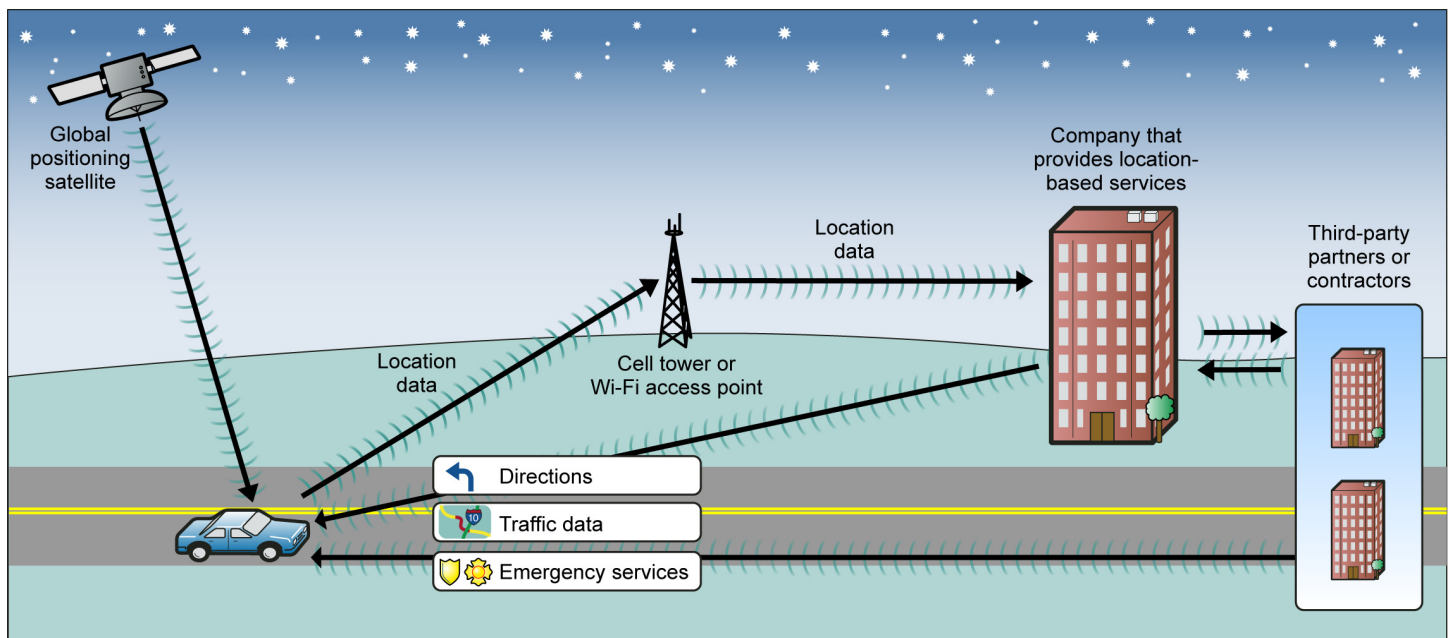 Global
positioning
satellite
Company that
provides location-
based services
Location
data
Third-party
partners or
contractors
Location
data
Cell tower or
Wi-Fi access point
Directions
10
Traffic data
Emergency services